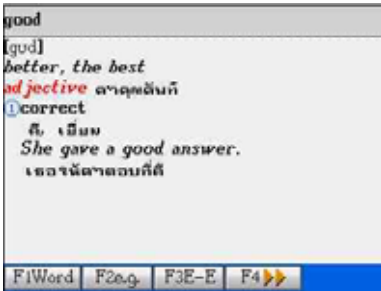 good
[gud]
better, the best
adjective คำคุณศัพท์
1 correct
ดี, เยี่ยม
She gave a good answer.
เธอให้คำตอบที่ดี
F1Word F2e.g. F3E-E F4